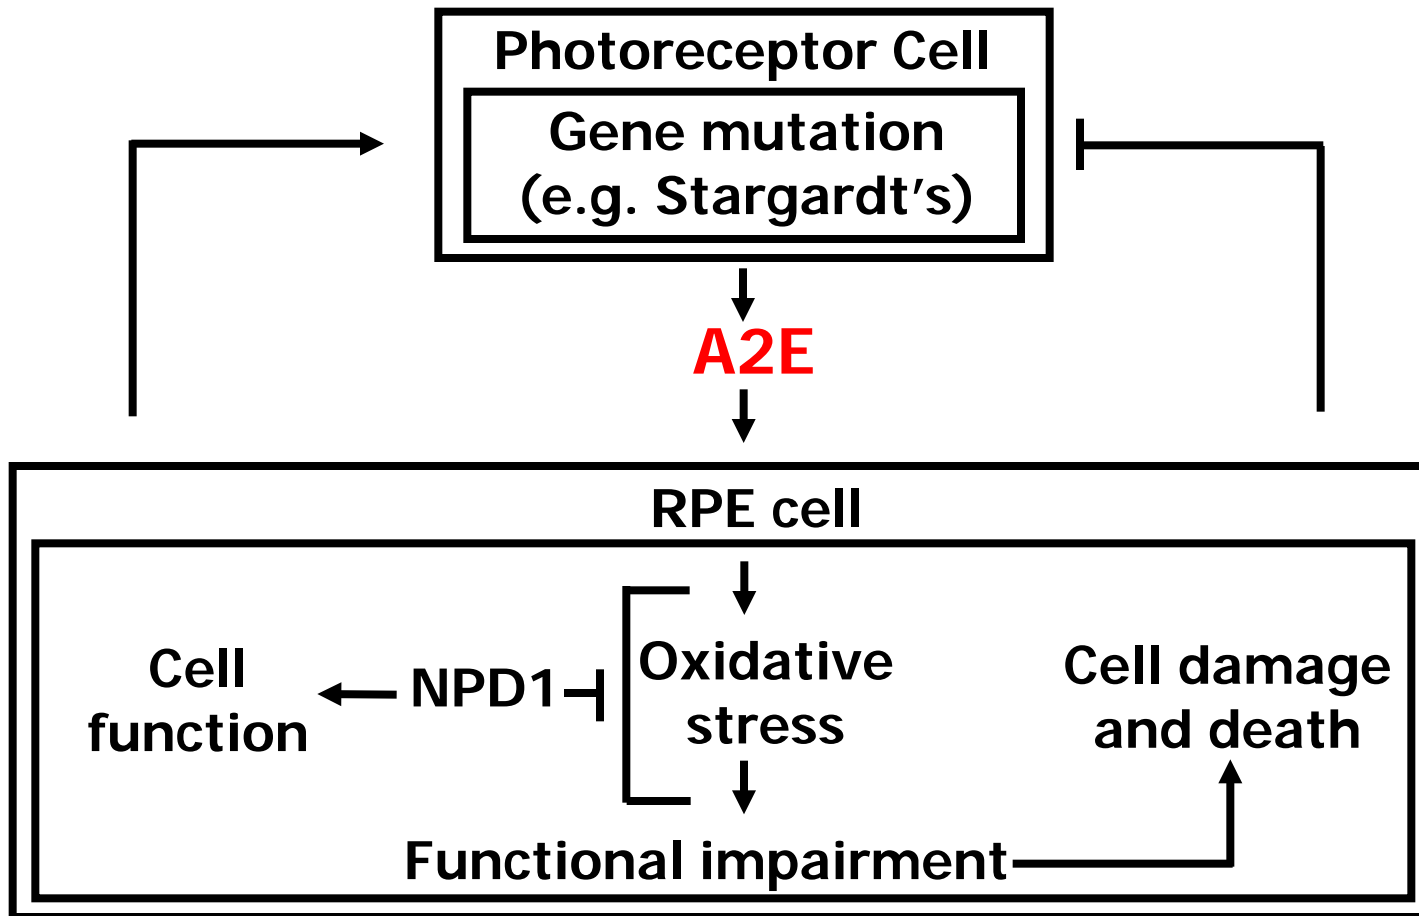 Photoreceptor Cell
Gene mutation
(e.g. Stargardt's)
A2E
RPE cell
Cell
function
NPD1
Oxidative
stress
Cell damage
and death
Functional impairment